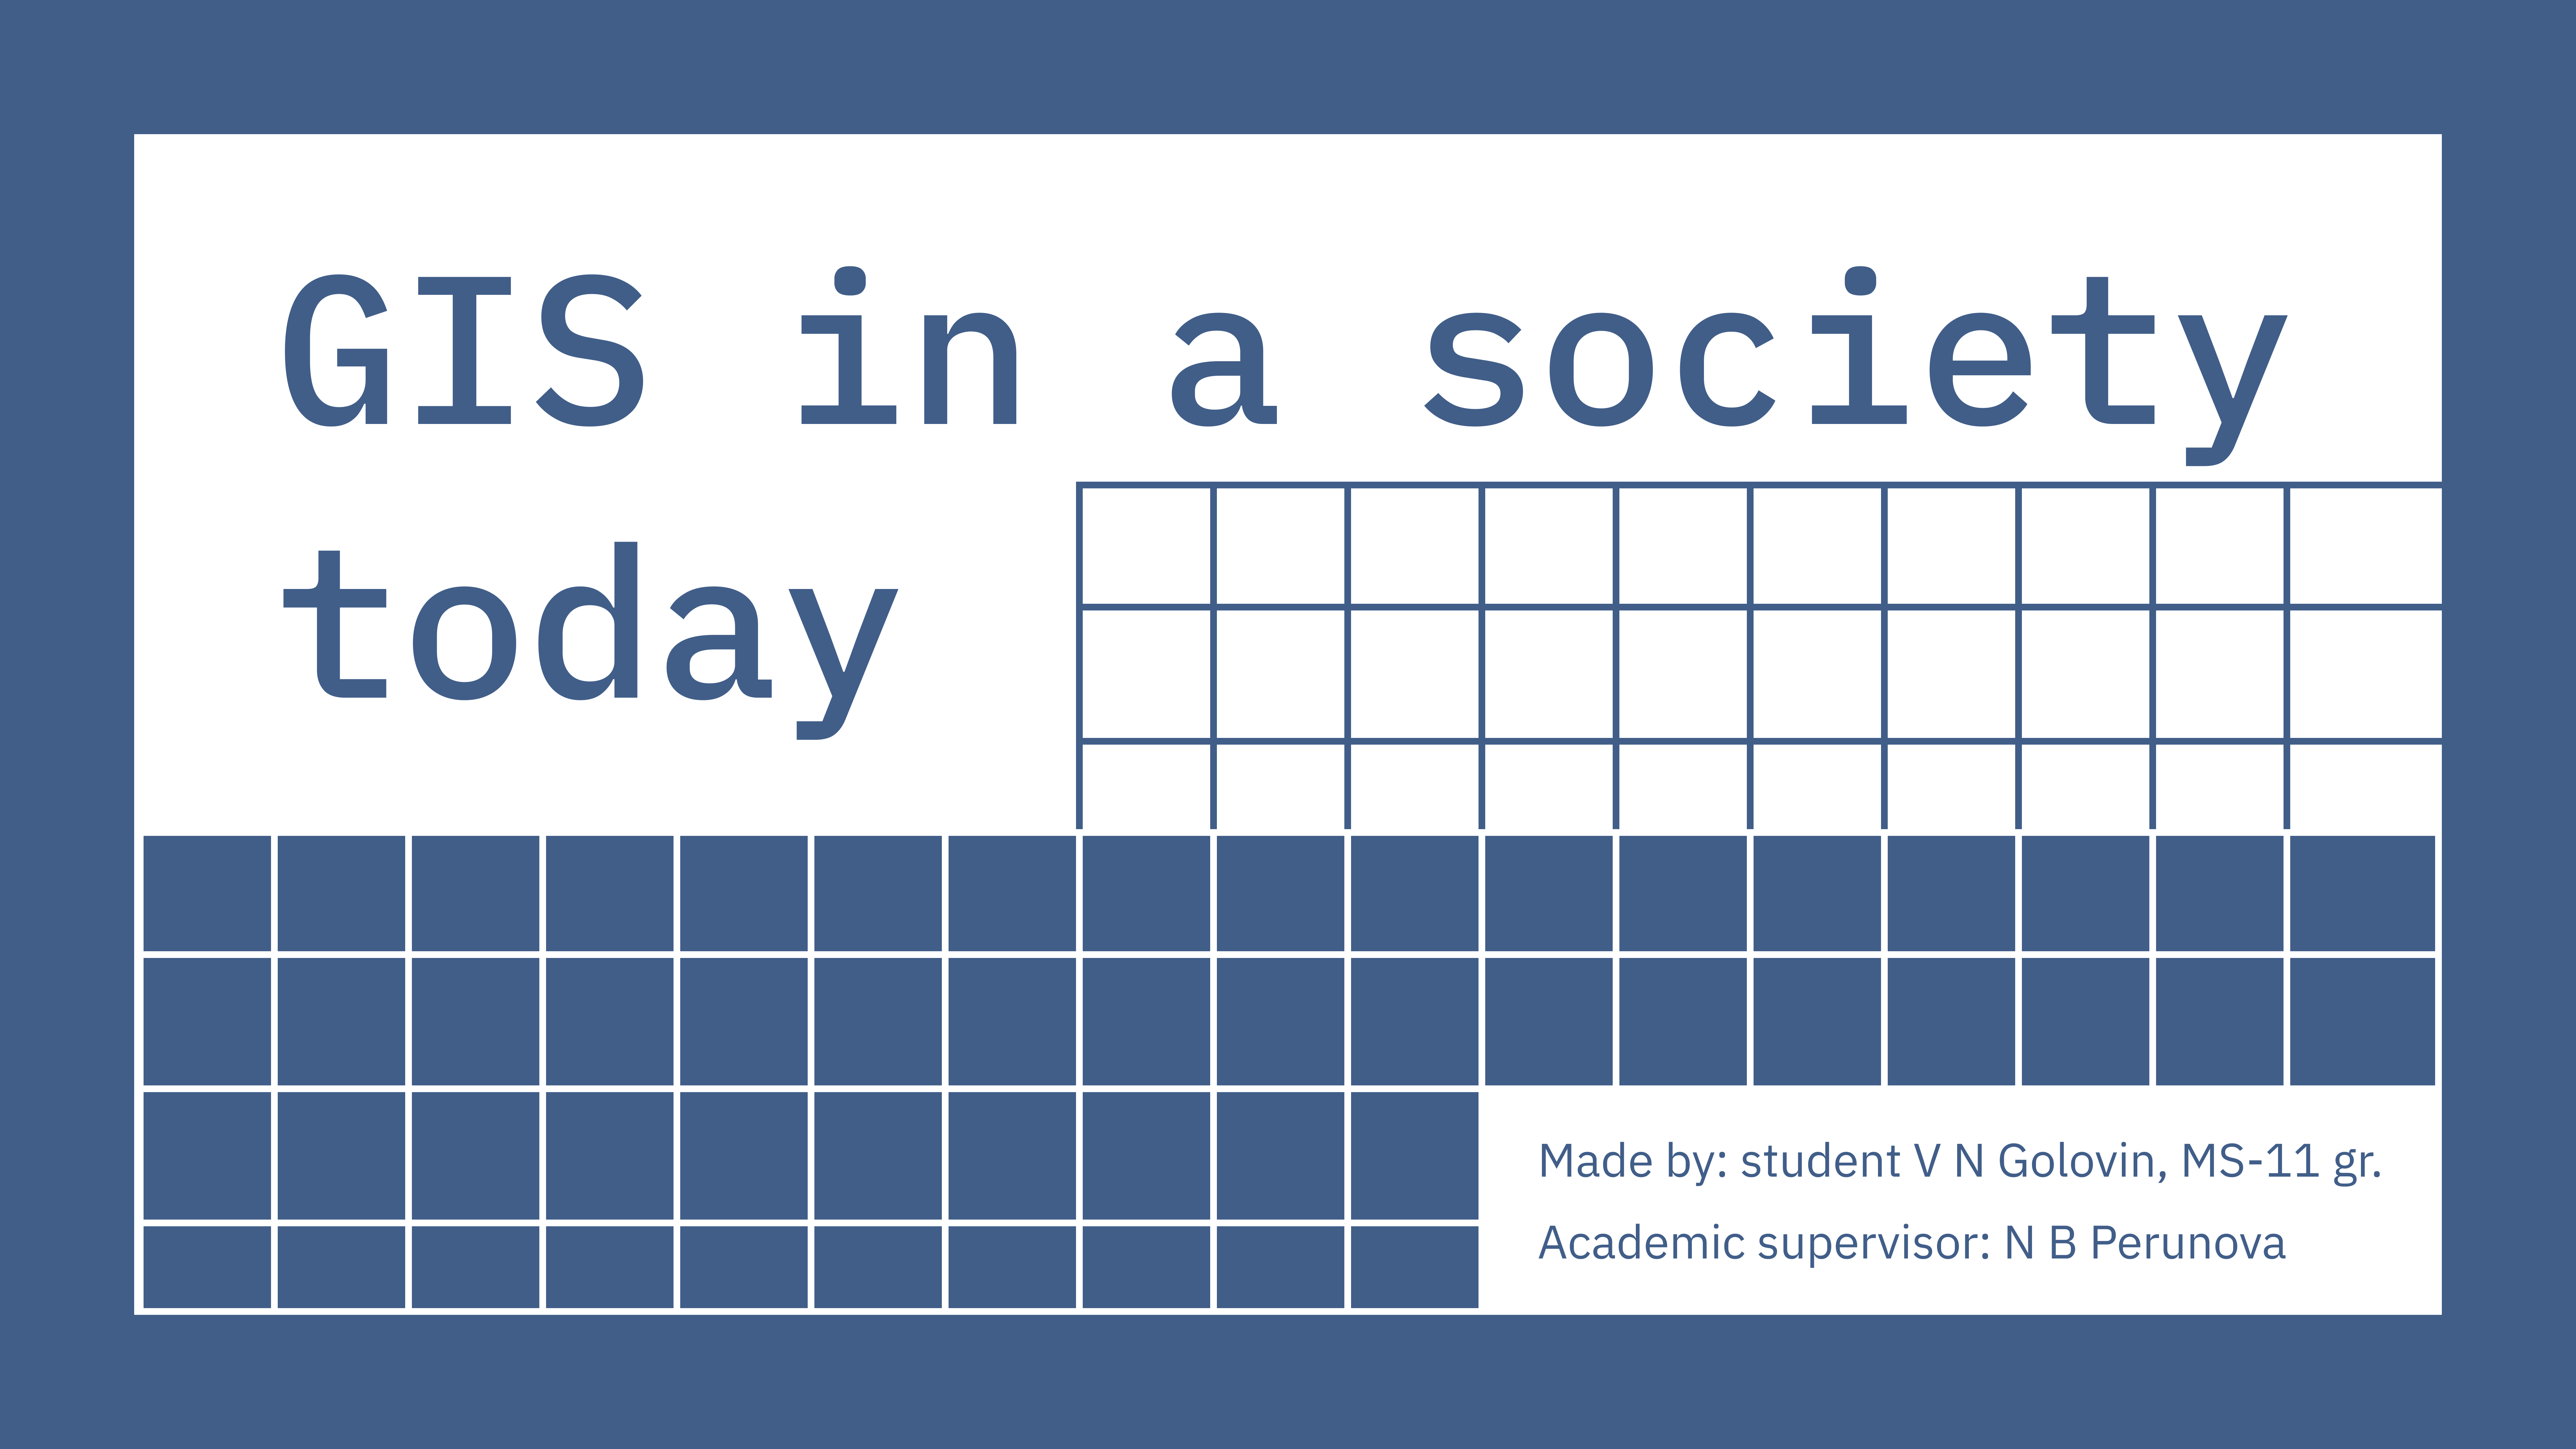 GIS in a society
today
Made by: student V N Golovin, MS-11 gr.
Academic supervisor: N B Perunova